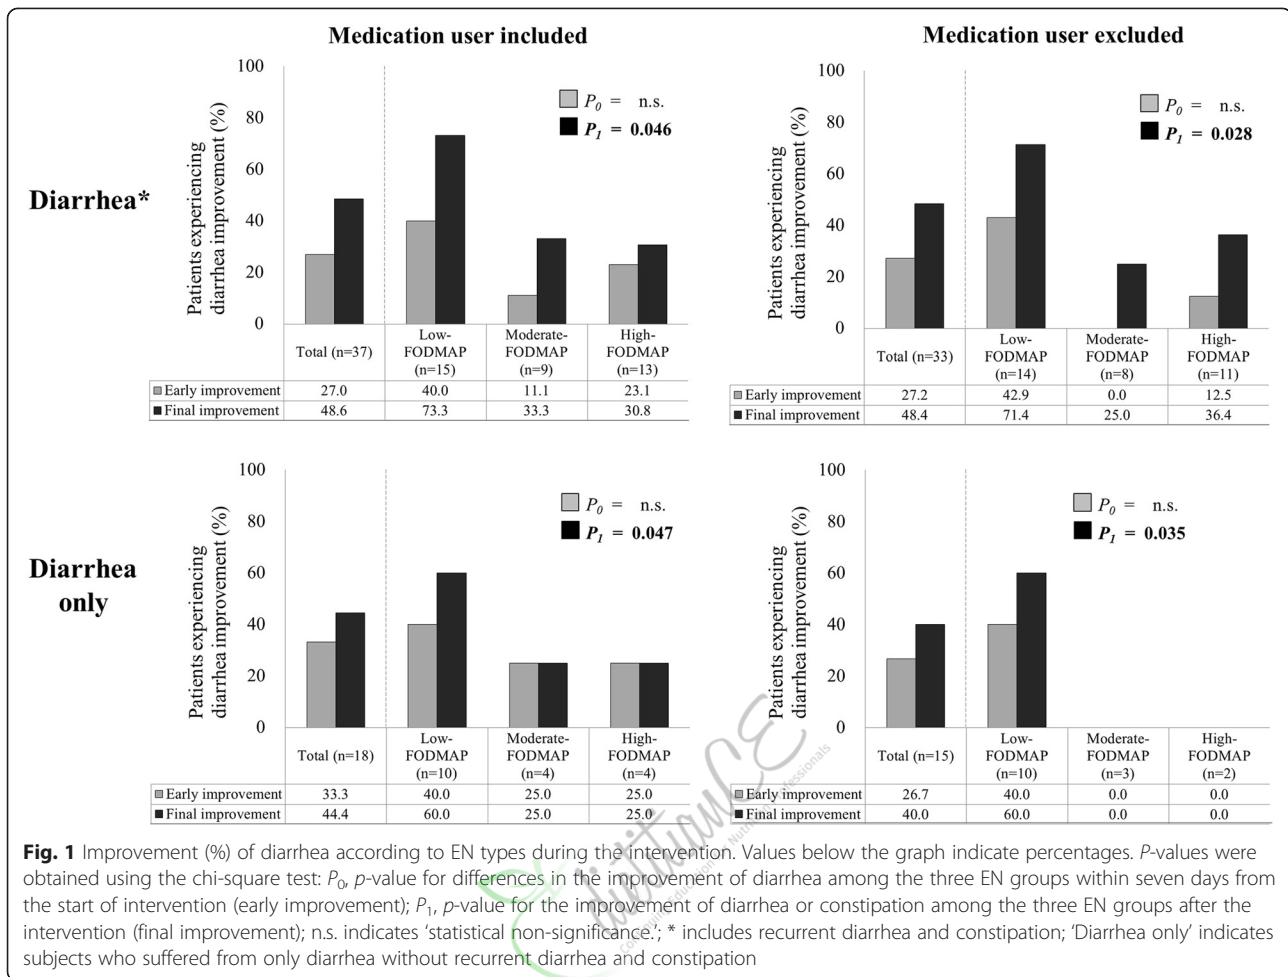 Medication user included
Medication user excluded
Diarrhea*
Patients experiencing
diarrhea improvement (%)
100
80
60
40
20
0
P0 = n.s.
P1 = 0.046
Total (n=37)
Low-
FODMAP
(n=15)
Moderate-
FODMAP
(n=9)
High-
FODMAP
(n=13)
Early improvement 27.0 40.0 11.1 23.1
Final improvement 48.6 73.3 33.3 30.8
Patients experiencing
diarrhea improvement (%)
100
80
60
40
20
0
P0 = n.s.
P1 = 0.028
Total (n=33)
Low-
FODMAP
(n=14)
Moderate-
FODMAP
(n=8)
High-
FODMAP
(n=11)
Early improvement 27.2 42.9 0.0 12.5
Final improvement 48.4 71.4 25.0 36.4
Diarrhea
only
Patients experiencing
diarrhea improvement (%)
100
80
60
40
20
0
P0 = n.s.
P1 = 0.047
Total (n=18)
Low-
FODMAP
(n=10)
Moderate-
FODMAP
(n=4)
High-
FODMAP
(n=4)
Early improvement 33.3 40.0 25.0 25.0
Final improvement 44.4 60.0 25.0 25.0
Patients experiencing
diarrhea improvement (%)
100
80
60
40
20
0
P0 = n.s.
P1 = 0.035
Total (n=15)
Low-
FODMAP
(n=10)
Moderate-
FODMAP
(n=3)
High-
FODMAP
(n=2)
Early improvement 26.7 40.0 0.0 0.0
Final improvement 40.0 60.0 0.0 0.0
Fig. 1 Improvement (%) of diarrhea according to EN types during the intervention. Values below the graph indicate percentages. P-values were
obtained using the chi-square test: P0, p-value for differences in the improvement of diarrhea among the three EN groups within seven days from
the start of intervention (early improvement); P1, p-value for the improvement of diarrhea or constipation among the three EN groups after the
intervention (final improvement); n.s. indicates ‘statistical non-significance.’; * includes recurrent diarrhea and constipation; ‘Diarrhea only’ indicates
subjects who suffered from only diarrhea without recurrent diarrhea and constipation
dietitianCE